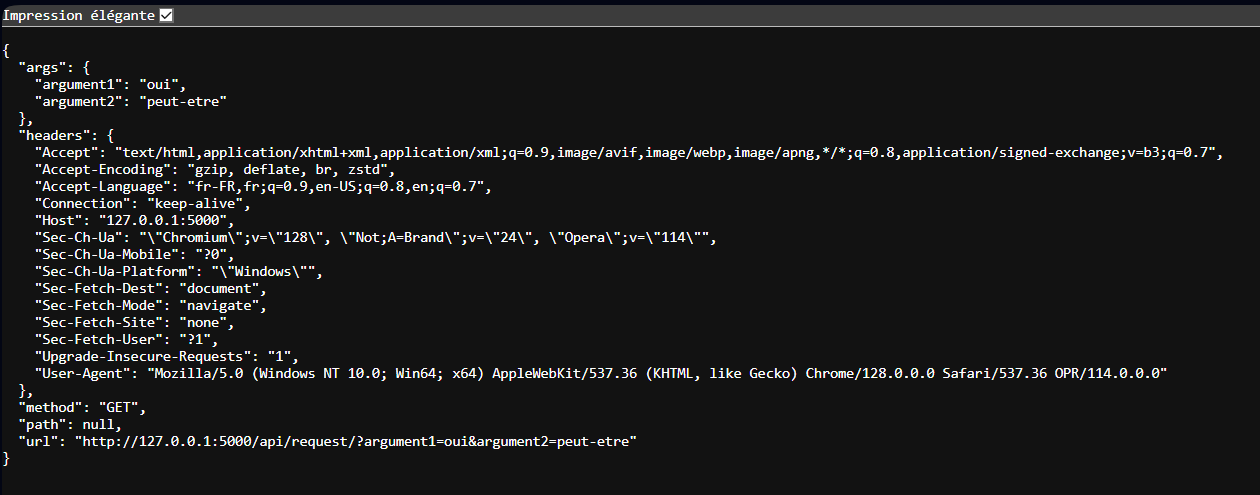 Impression élégante
{
  "args": {
    "argument1": "oui",
    "argument2": "peut-etre"
  },
  "headers": {
    "Accept": "text/html,application/xhtml+xml,application/xml;q=0.9,image/avif,image/webp,image/apng,*/*;q=0.8,application/signed-exchange;v=b3;q=0.7",
    "Accept-Encoding": "gzip, deflate, br, zstd",
    "Accept-Language": "fr-FR,fr;q=0.9,en-US;q=0.8,en;q=0.7",
    "Connection": "keep-alive",
    "Host": "127.0.0.1:5000",
    "Sec-Ch-Ua": "\"Chromium\";v=\"128\", \"Not;A=Brand\";v=\"24\", \"Opera\";v=\"114\"",
    "Sec-Ch-Ua-Mobile": "?0",
    "Sec-Ch-Ua-Platform": "\"Windows\"",
    "Sec-Fetch-Dest": "document",
    "Sec-Fetch-Mode": "navigate",
    "Sec-Fetch-Site": "none",
    "Sec-Fetch-User": "?1",
    "Upgrade-Insecure-Requests": "1",
    "User-Agent": "Mozilla/5.0 (Windows NT 10.0; Win64; x64) AppleWebKit/537.36 (KHTML, like Gecko) Chrome/128.0.0.0 Safari/537.36 OPR/114.0.0.0"
  },
  "method": "GET",
  "path": null,
  "url": "http://127.0.0.1:5000/api/request/?argument1=oui&argument2=peut-etre"
}